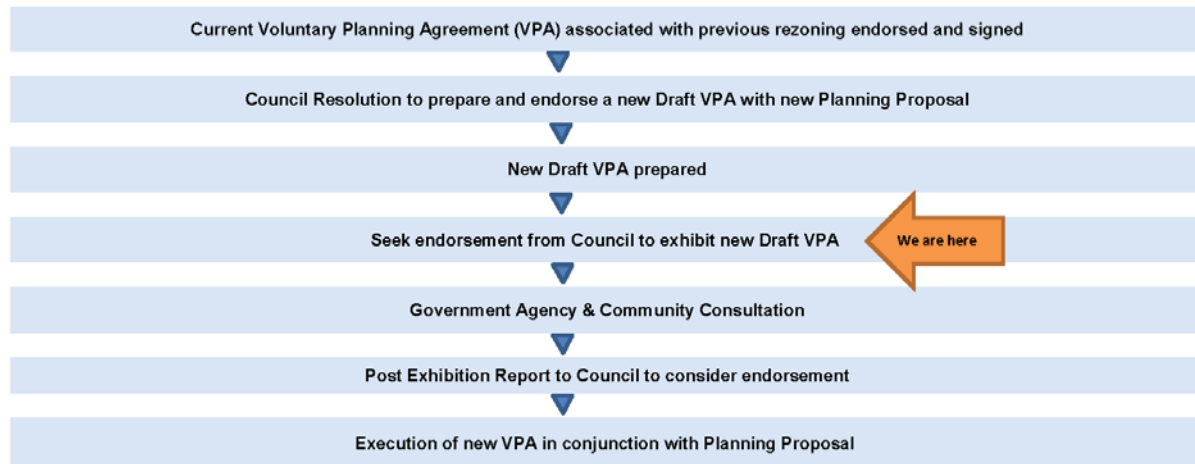 Current Voluntary Planning Agreement (VPA) associated with previous rezoning endorsed and signed
Council Resolution to prepare and endorse a new Draft VPA with new Planning Proposal
New Draft VPA prepared
Seek endorsement from Council to exhibit new Draft VPA
We are here
Government Agency & Community Consultation
Post Exhibition Report to Council to consider endorsement
Execution of new VPA in conjunction with Planning Proposal